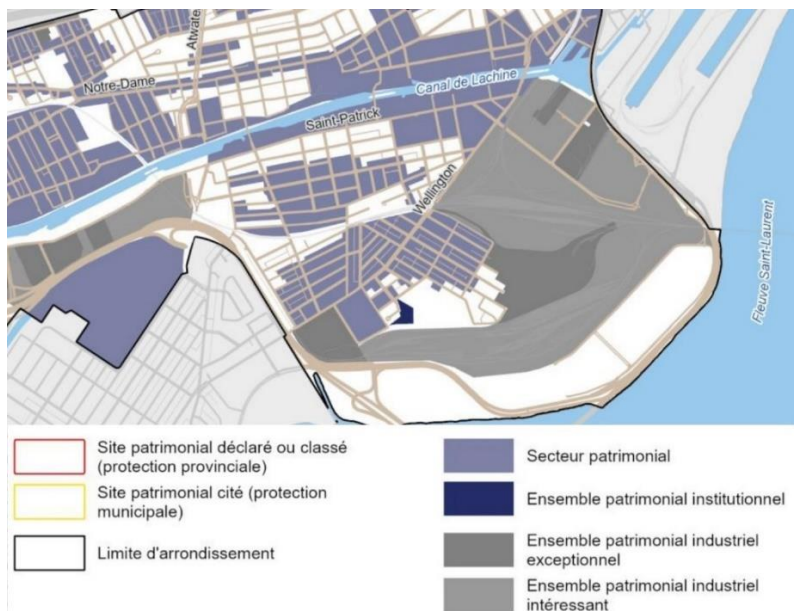 Atwater
Notre-Dame
Canal de Lachine
Saint-Patrick
Wellington
Fleuve Saint-Laurent
Site patrimonial déclaré ou classé
(protection provinciale)
Site patrimonial cité (protection
municipale)
Limite d'arrondissement
Secteur patrimonial
Ensemble patrimonial institutionnel
Ensemble patrimonial industriel
exceptionnel
Ensemble patrimonial industriel
intéressant